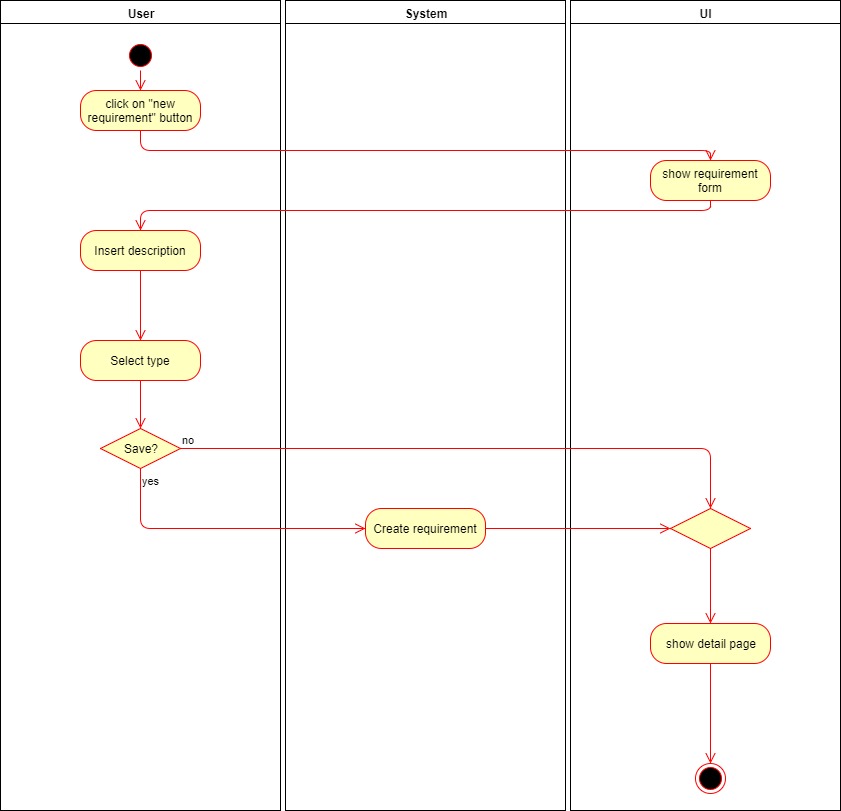 User
System
UI
click on "new
requirement" button
show requirement
form
Insert description
Select type
Save?
no
yes
Create requirement
show detail page